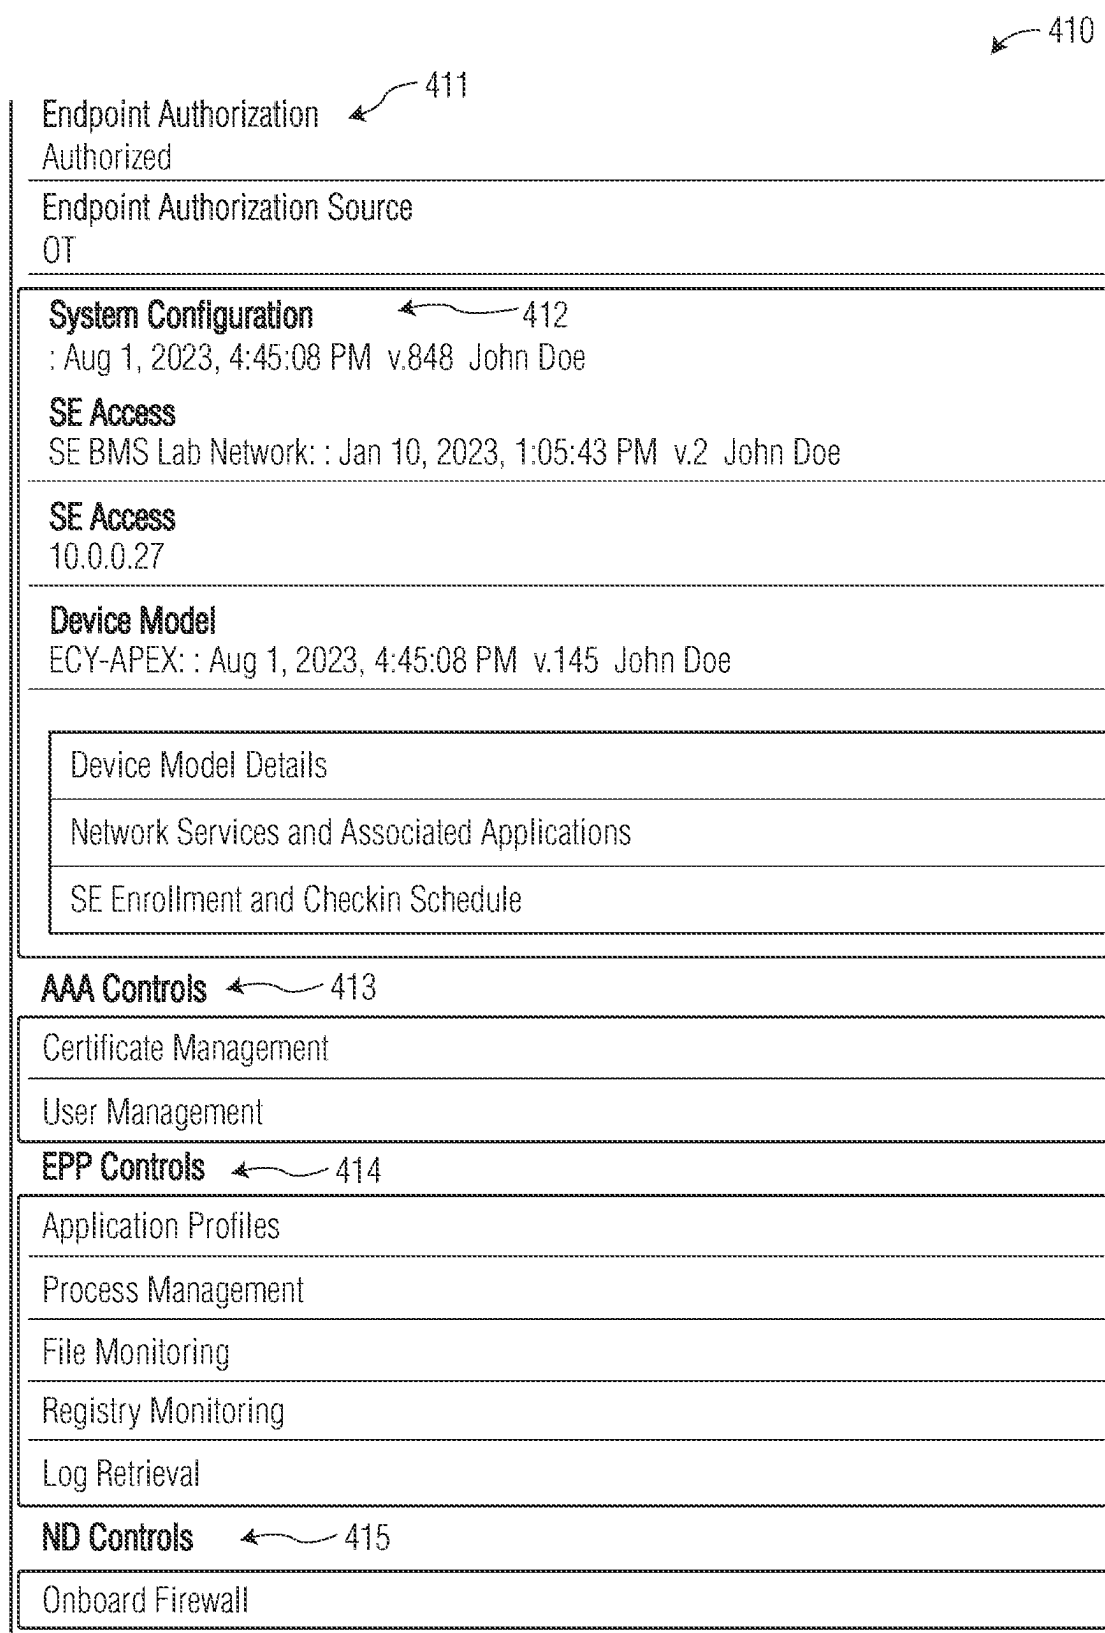 410
Endpoint Authorization 411
Authorized
Endpoint Authorization Source
OT
System Configuration 412
: Aug 1, 2023, 4:45:08 PM v.848 John Doe
SE Access
SE BMS Lab Network: : Jan 10, 2023, 1:05:43 PM v.2 John Doe
SE Access
10.0.0.27
Device Model
ECY-APEX: : Aug 1, 2023, 4:45:08 PM v.145 John Doe
Device Model Details
Network Services and Associated Applications
SE Enrollment and Checkin Schedule
AAA Controls 413
Certificate Management
User Management
EPP Controls 414
Application Profiles
Process Management
File Monitoring
Registry Monitoring
Log Retrieval
ND Controls 415
Onboard Firewall